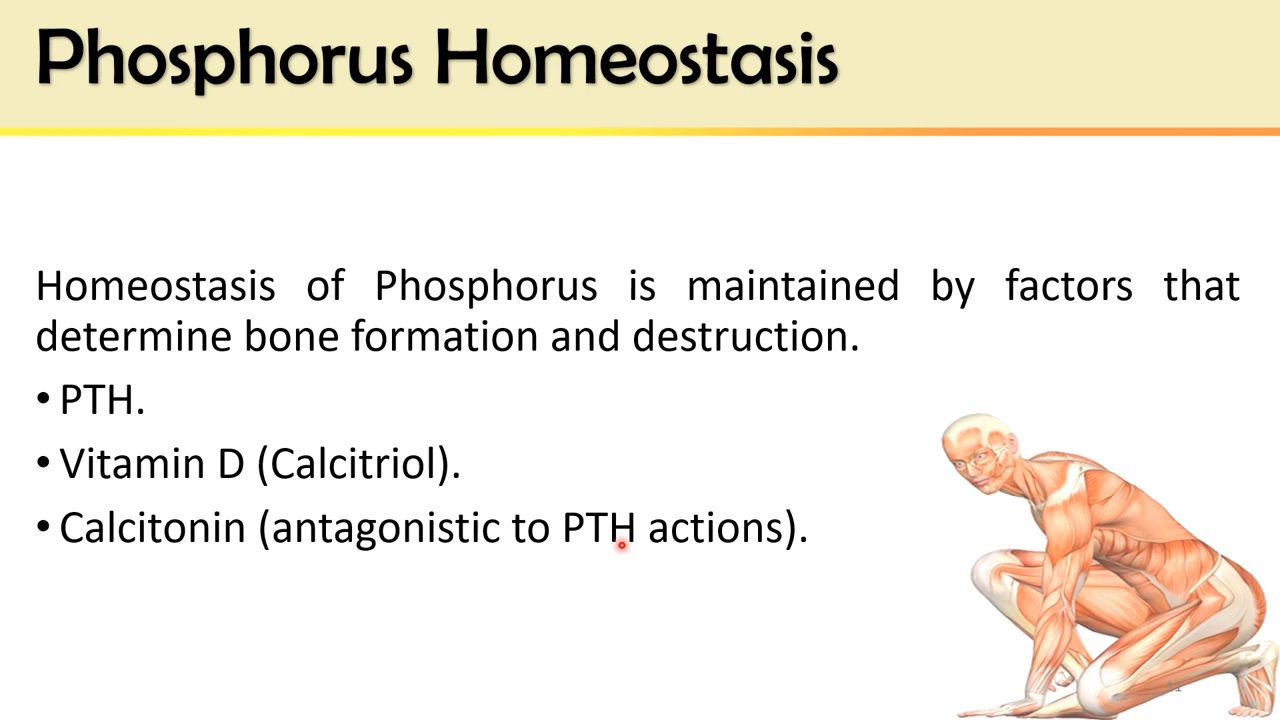 Phosphorus Homeostasis
Homeostasis of Phosphorus is maintained by factors that
determine bone formation and destruction.
• PTH.
• Vitamin D (Calcitriol).
• Calcitonin (antagonistic to PTH actions).